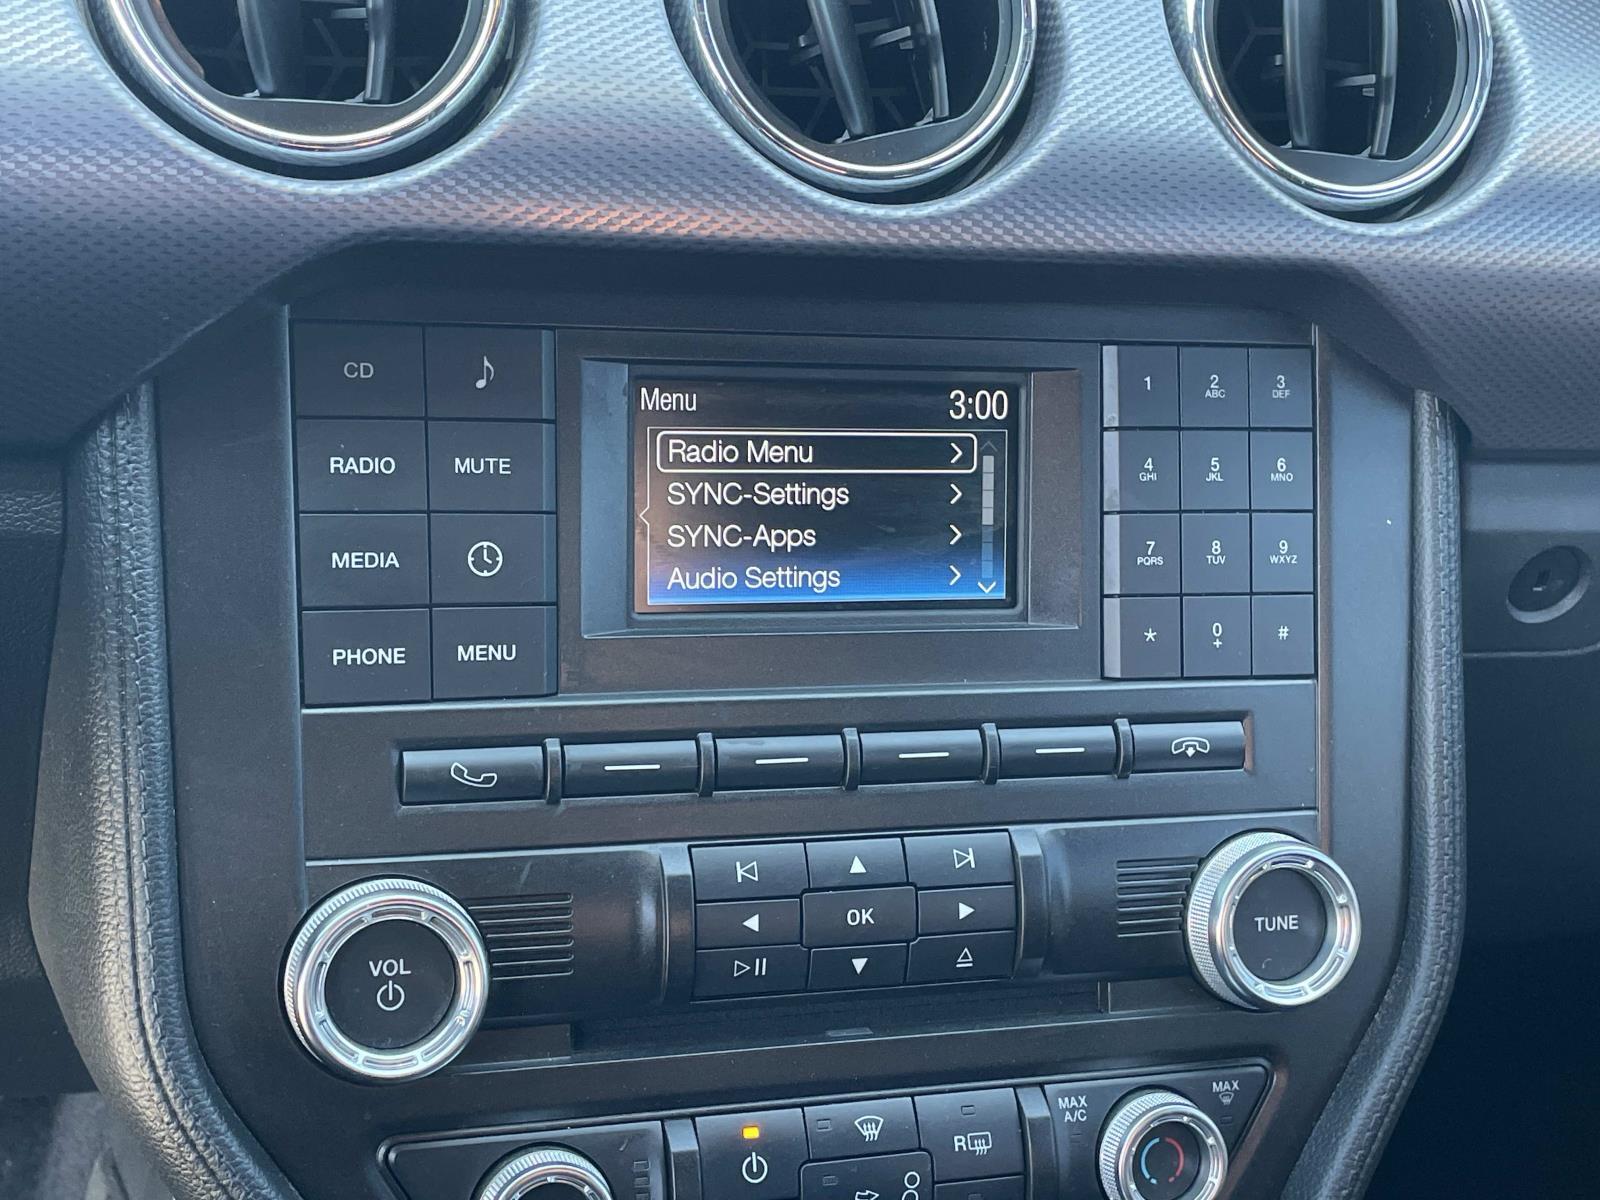 CD
RADIO
MUTE
MEDIA
PHONE
MENU
Menu
3:00
Radio Menu
SYNC-Settings
SYNC-Apps
Audio Settings
1
2
ABC
3
DEF
4
GHI
5
JKL
6
MNO
7
PQRS
8
TUV
9
WXYZ
*
0
+
#
VOL
OK
TUNE
R
MAX
A/C
MAX